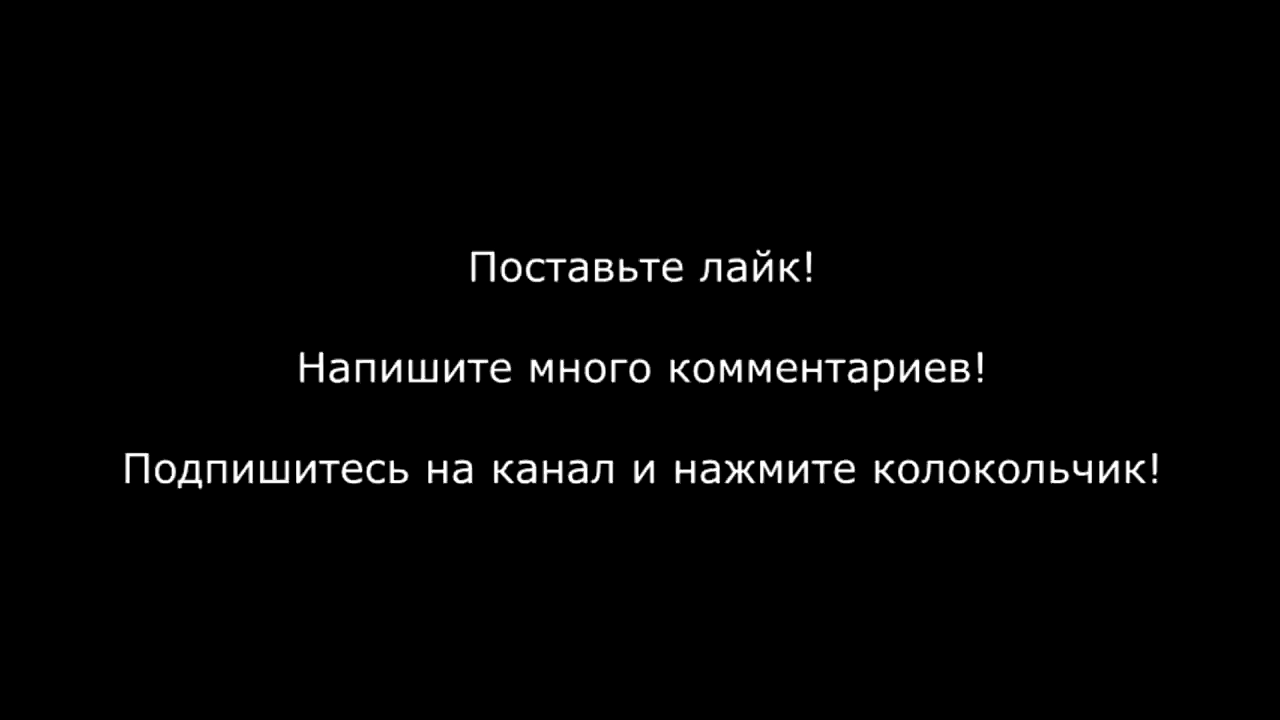 Поставьте лайк!
Напишите много комментариев!
Подпишитесь на канал и нажмите колокольчик!